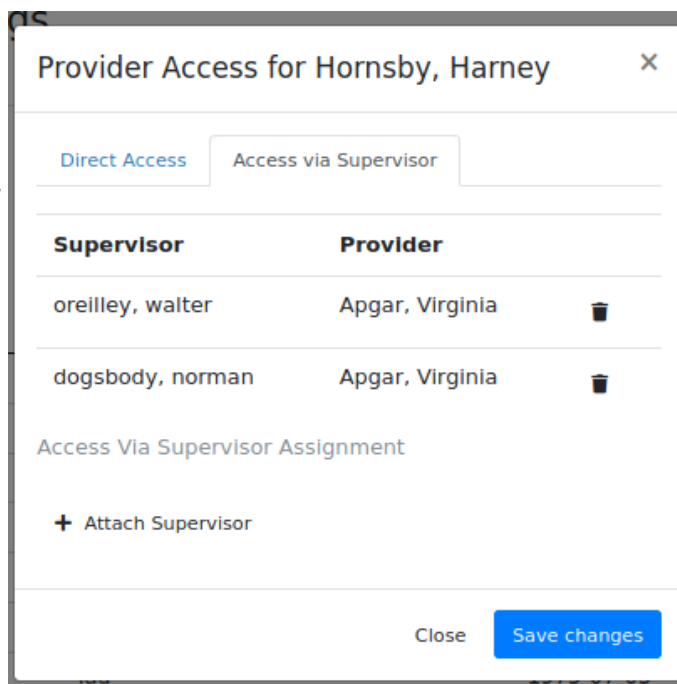 gs
Provider Access for Hornsby, Harney ×
Direct Access Access via Supervisor
Supervisor Provider
oreilley, walter Apgar, Virginia
dogsbody, norman Apgar, Virginia
Access Via Supervisor Assignment
+ Attach Supervisor
Close Save changes